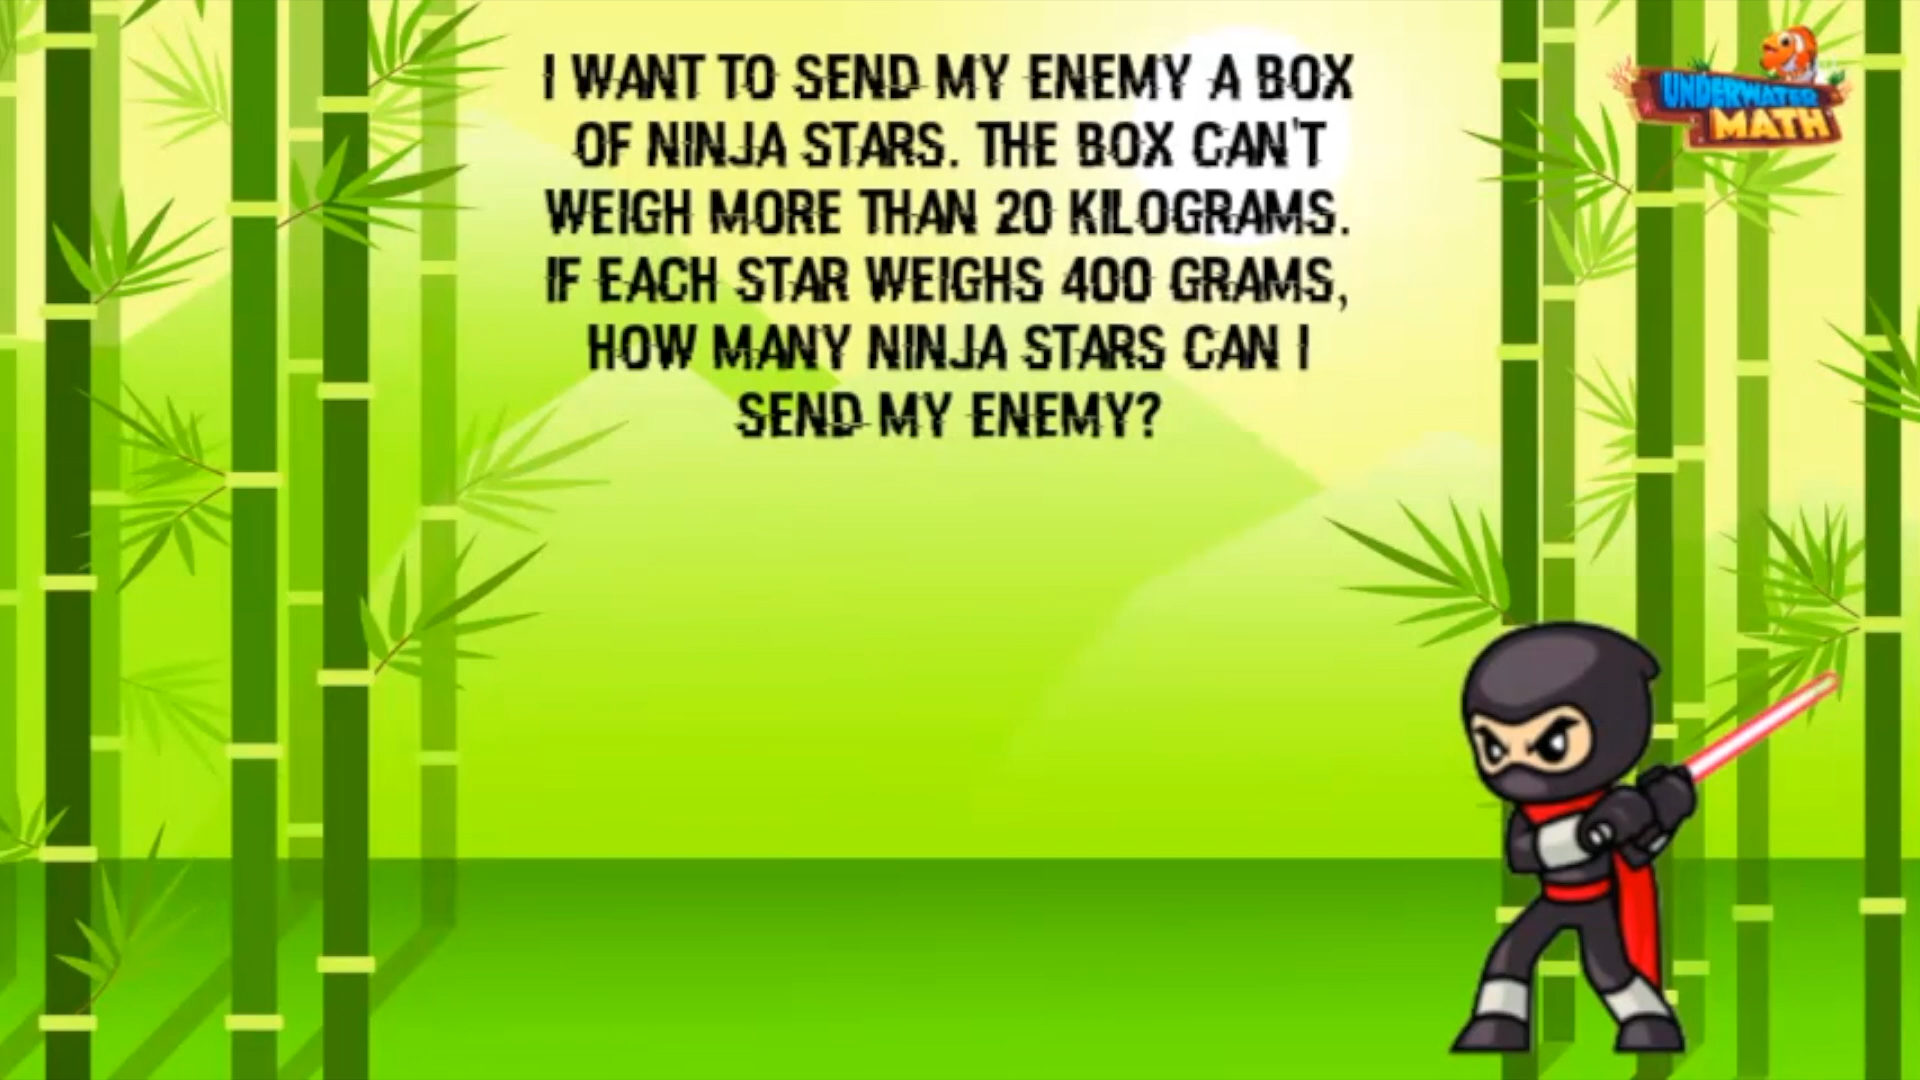 I WANT TO SEND MY ENEMY A BOX
OF NINJA STARS. THE BOX CAN'T
WEIGH MORE THAN 20 KILOGRAMS.
IF EACH STAR WEIGHS 400 GRAMS,
HOW MANY NINJA STARS CAN I
SEND MY ENEMY?
UNDERWATER
MATH